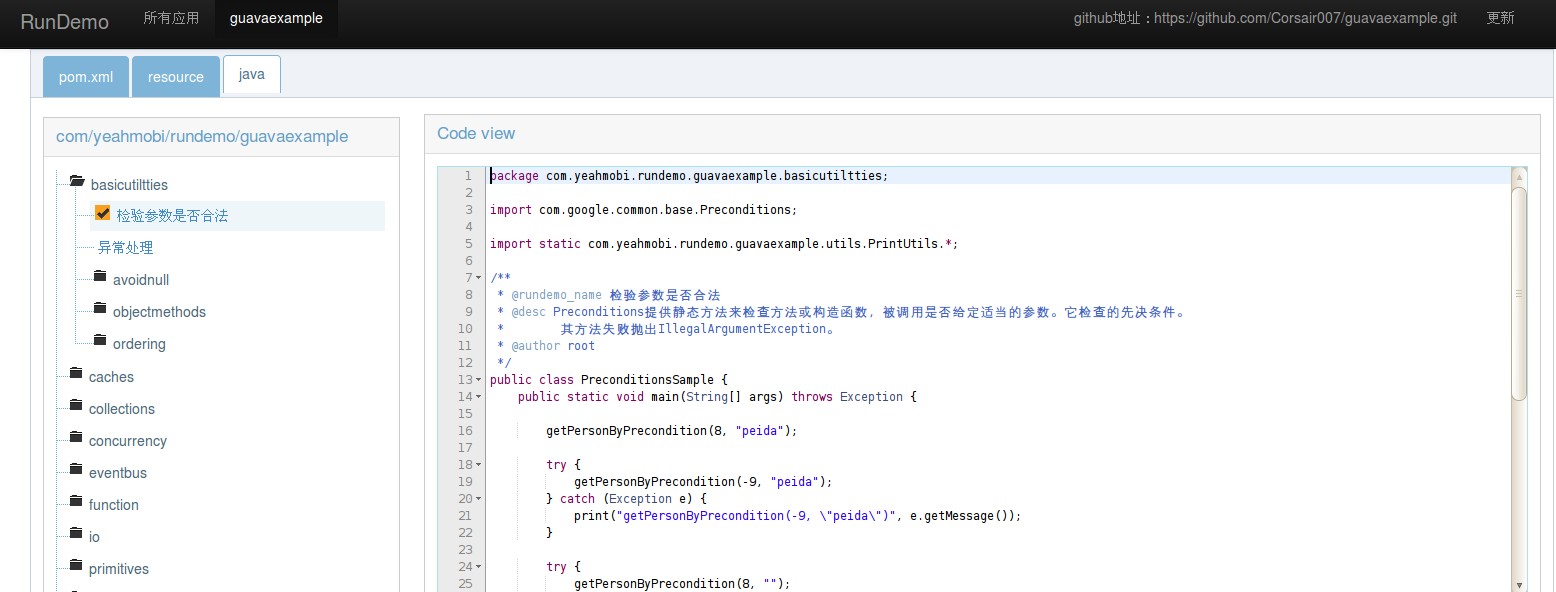 RunDemo 所有应用 guavaexample github地址：https://github.com/Corsair007/guavaexample.git 更新
pom.xml resource java
com/yeahmobi/rundemo/guavaexample
basicutiltties
检验参数是否合法
异常处理
avoidnull
objectmethods
ordering
caches
collections
concurrency
eventbus
function
io
primitives
Code view
1 package com.yeahmobi.rundemo.guavaexample.basicutiltties;
2
3 import com.google.common.base.Preconditions;
4
5 import static com.yeahmobi.rundemo.guavaexample.utils.PrintUtils.*;
6
7 /**
8 * @rundemo_name 检验参数是否合法
9 * @desc Preconditions提供静态方法来检查方法或构造函数，被调用是否给定适当的参数。它检查的先决条件。
10 * 其方法失败抛出IllegalArgumentException。
11 * @author root
12 */
13 public class PreconditionsSample {
14 public static void main(String[] args) throws Exception {
15
16 getPersonByPrecondition(8, "peida");
17
18 try {
19 getPersonByPrecondition(-9, "peida");
20 } catch (Exception e) {
21 print("getPersonByPrecondition(-9, \"peida\")", e.getMessage());
22 }
23
24 try {
25 getPersonByPrecondition(8, "");